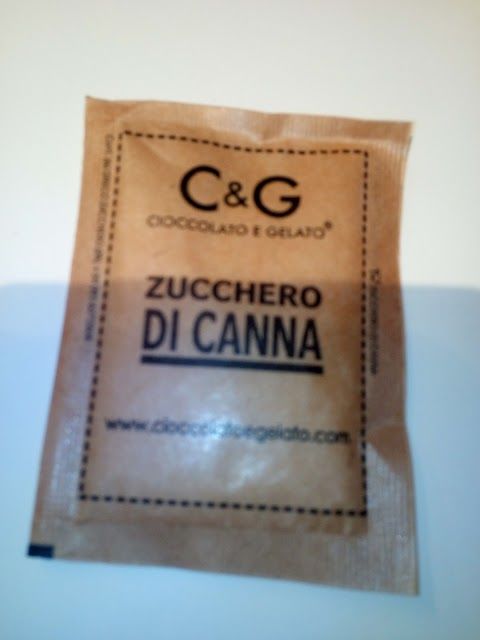 C&G
CIOCCOLATO E GELATO®
ZUCCHERO
DI CANNA
www.cioccolatoegelato.com